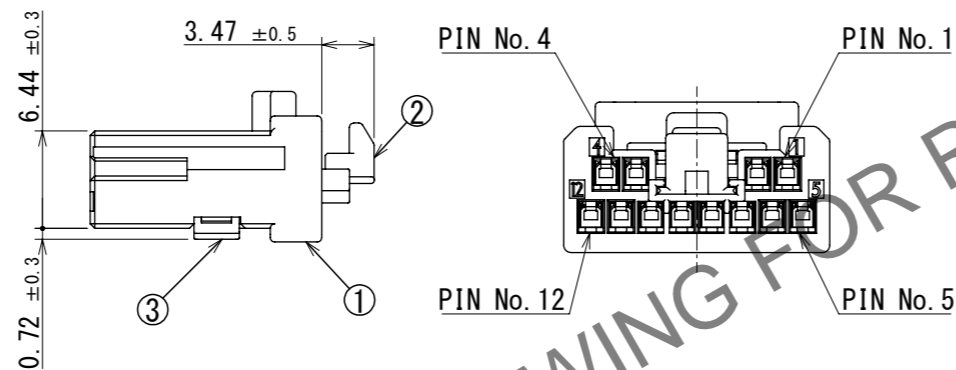 6.44 ±0.3
3.47 ±0.5
②
③
①
0.72 ±0.3
PIN No. 4
PIN No. 1
4
1
12
5
PIN No. 12
PIN No. 5
WING FOR